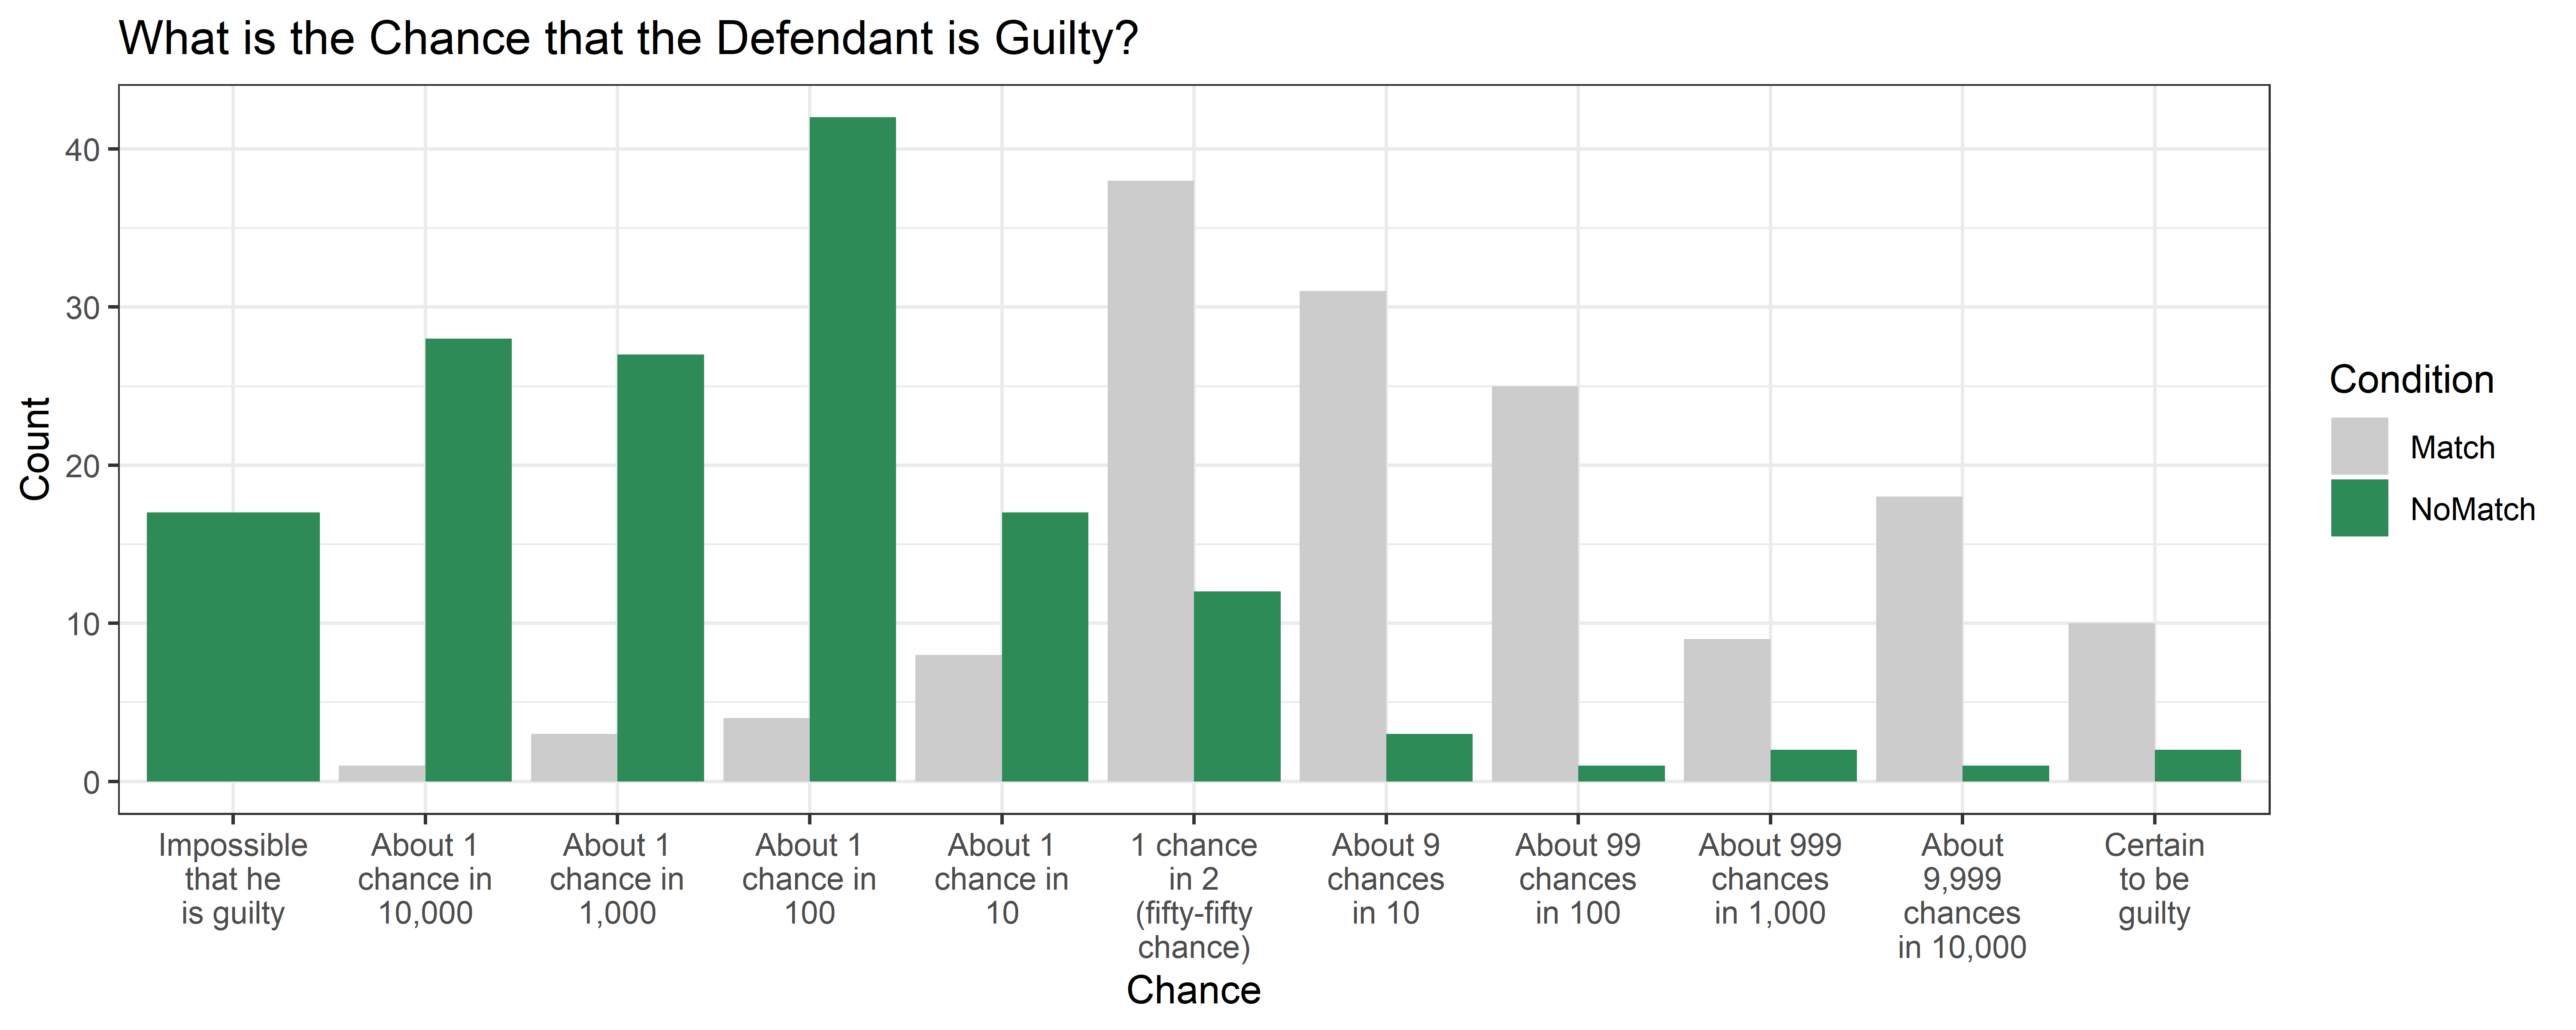 What is the Chance that the Defendant is Guilty?
40
30
20
10
0
Count
Impossible
that he
is guilty
About 1
chance in
10,000
About 1
chance in
1,000
About 1
chance in
100
About 1
chance in
10
1 chance
in 2
(fifty-fifty
chance)
About 9
chances
in 10
About 99
chances
in 100
About 999
chances
in 1,000
About
9,999
chances
in 10,000
Certain
to be
guilty
Chance
Condition
Match
NoMatch